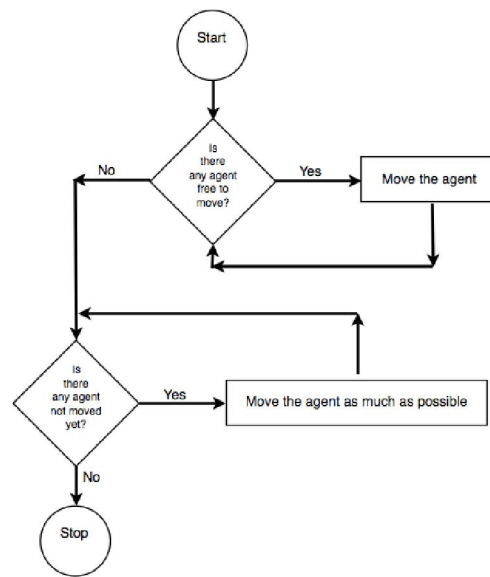 Start
Is
there
any agent
free to
move?
No
Yes
Move the agent
Is
there
any agent
not moved
yet?
Yes
Move the agent as much as possible
No
Stop